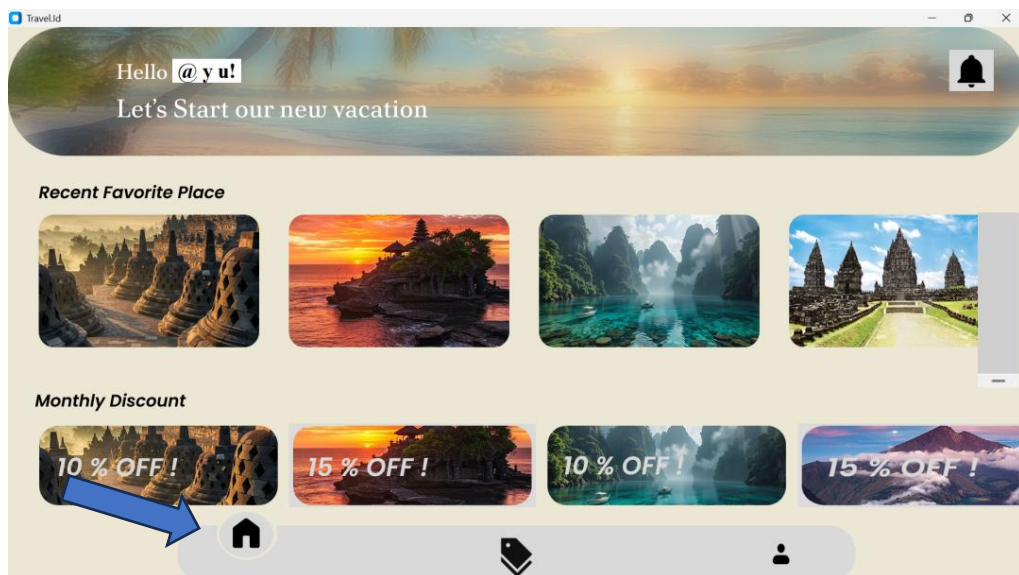 Travel.Id
Hello @ y u!
Let's Start our new vacation
Recent Favorite Place
Monthly Discount
10 % OFF !
15 % OFF !
10 % OFF !
15 % OFF !